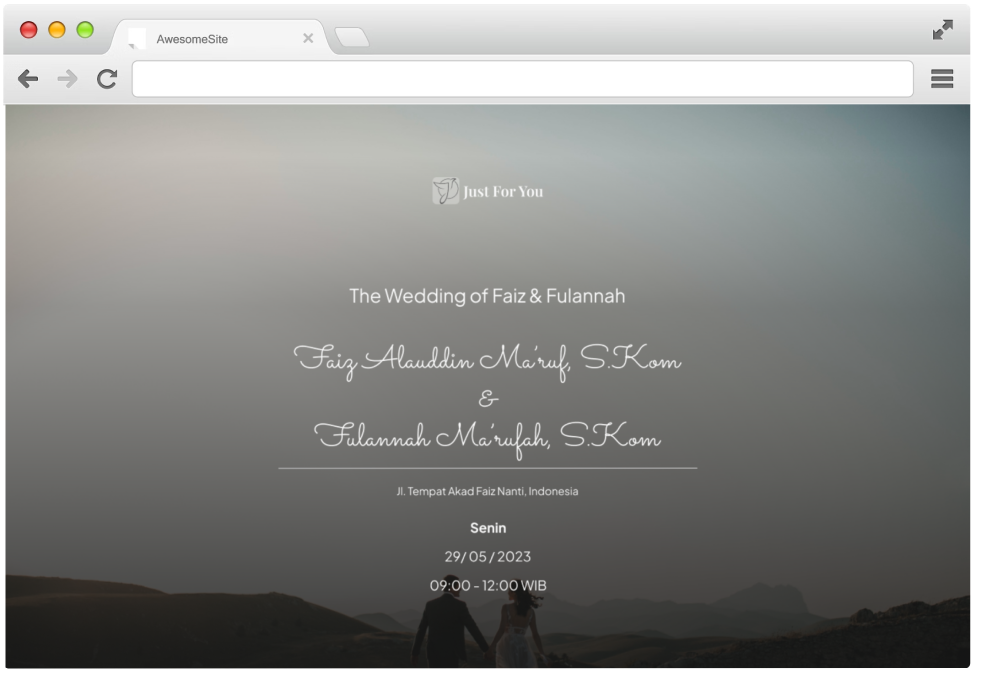 AwesomeSite
Just For You
The Wedding of Faiz & Fulannah
Faiz Alauddin Ma'ruf, S.Kom
&
Fulannah Ma'rufah, S.Kom
Jl. Tempat Akad Faiz Nanti, Indonesia
Senin
29/ 05 / 2023
09:00 - 12:00 WIB